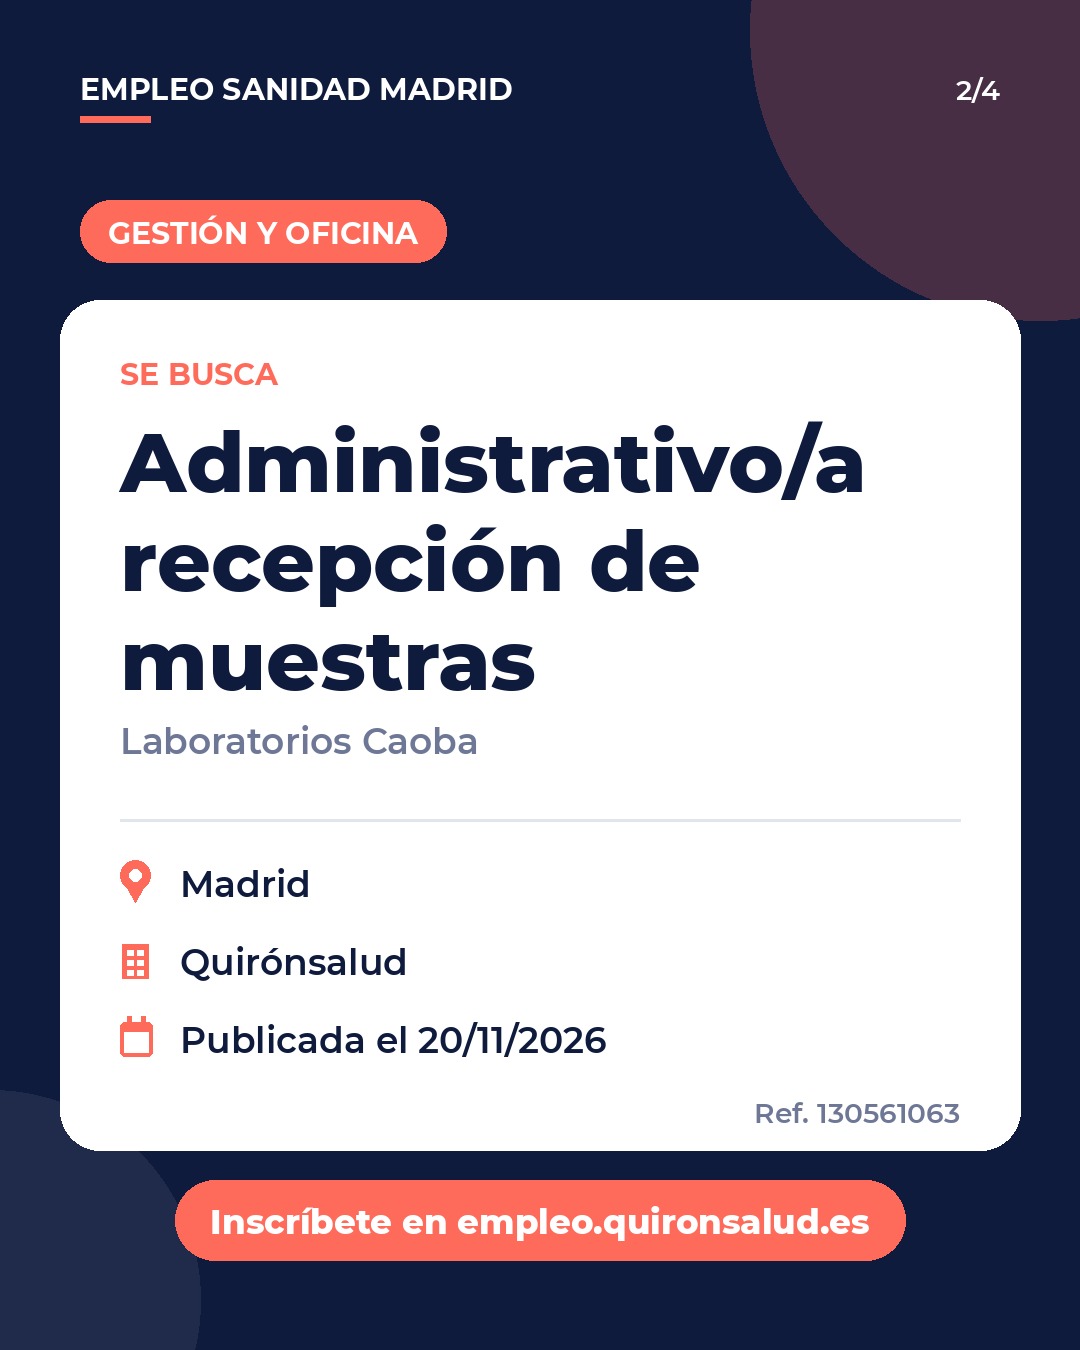 EMPLEO SANIDAD MADRID
2/4
GESTIÓN Y OFICINA
SE BUSCA
Administrativo/a
recepción de
muestras
Laboratorios Caoba
Madrid
Quirónsalud
Publicada el 20/11/2026
Ref. 130561063
Inscríbete en empleo.quironsalud.es